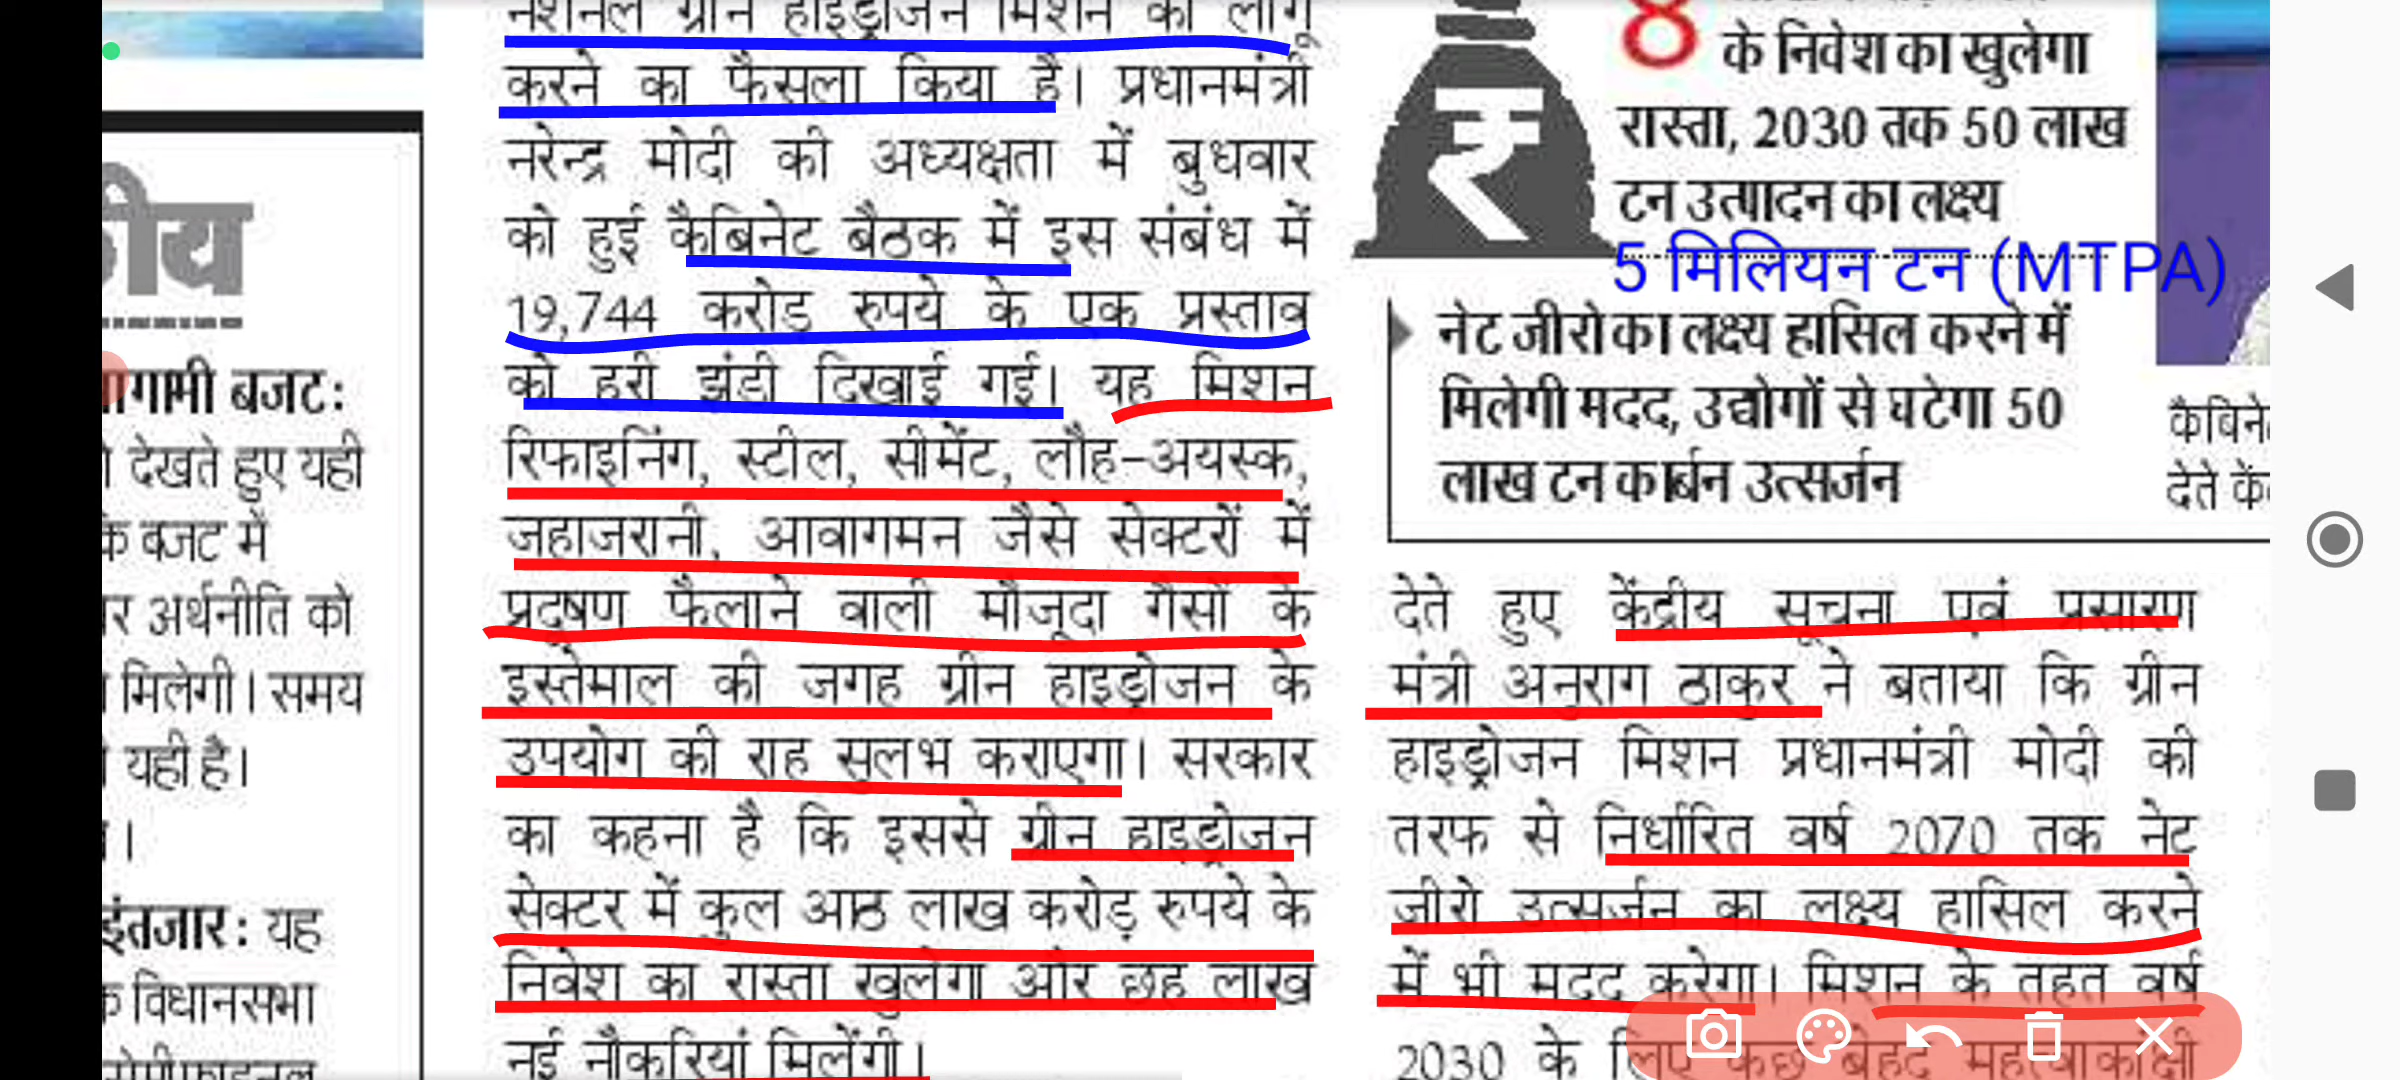 ीय
आगामी बजट:
देखते हुए यही
के बजट में
अर्थनीति को
मिलेगी। समय
यही है।
इंतजार: यह
विधानसभा
नेशनल ग्रीन हाइड्रोजन मिशन को लागू
करने का फैसला किया है। प्रधानमंत्री
नरेन्द्र मोदी की अध्यक्षता में बुधवार
को हुई कैबिनेट बैठक में इस संबंध में
19,744 करोड़ रुपये के एक प्रस्ताव
को हरी झंडी दिखाई गई। यह मिशन
रिफाइनिंग, स्टील, सीमेंट, लौह-अयस्क,
जहाजरानी, आवागमन जैसे सेक्टरों में
प्रदूषण फैलाने वाली मौजूदा गैसों के
इस्तेमाल की जगह ग्रीन हाइड्रोजन के
उपयोग की राह सुलभ कराएगा। सरकार
का कहना है कि इससे ग्रीन हाइड्रोजन
सेक्टर में कुल आठ लाख करोड़ रुपये के
निवेश का रास्ता खुलेगा और छह लाख
नई नौकरियां मिलेंगी।
8
के निवेश का खुलेगा
रास्ता, 2030 तक 50 लाख
टन उत्पादन का लक्ष्य
5 मिलियन टन (MTPA)
नेट जीरो का लक्ष्य हासिल करने में
मिलेगी मदद, उद्योगों से घटेगा 50
लाख टन कार्बन उत्सर्जन
देते हुए केंद्रीय सूचना एवं प्रसारण
मंत्री अनुराग ठाकुर ने बताया कि ग्रीन
हाइड्रोजन मिशन प्रधानमंत्री मोदी की
तरफ से निर्धारित वर्ष 2070 तक नेट
जीरो उत्सर्जन का लक्ष्य हासिल करने
में भी मदद करेगा। मिशन के तहत वर्ष
2030 के लिए कुछ बेहद महत्वाकांक्षी
देते